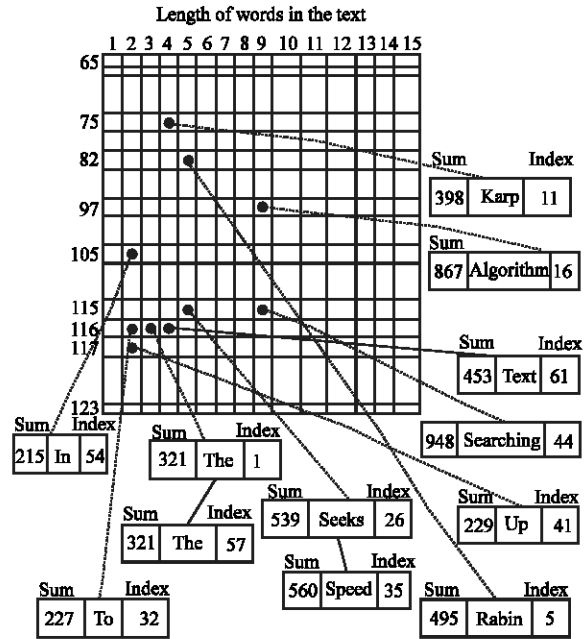 Length of words in the text
1 2 3 4 5 6 7 8 9 10 11 12 13 14 15
65
75
82
97
105
115
116
117
123
Sum Index
398 Karp 11
Sum Index
867 Algorithm 16
Sum Index
453 Text 61
948 Searching 44
Sum Index
215 In 54
Sum Index
321 The 1
Sum Index
321 The 57
Sum Index
539 Seeks 26
Sum Index
229 Up 41
Speed
560 35
Sum Index
227 To 32
Sum Index
495 Rabin 5